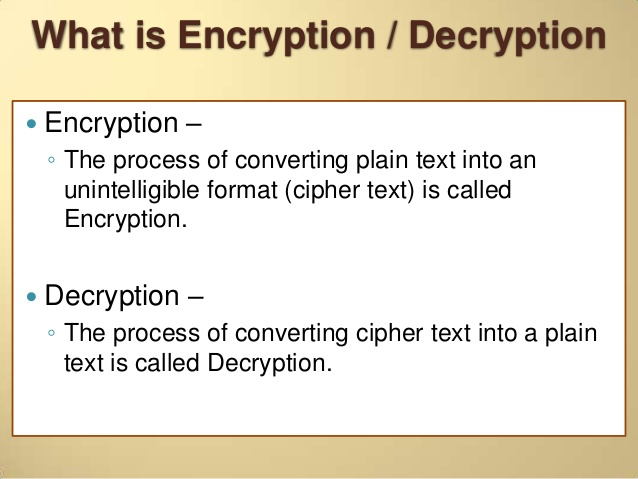 What is Encryption / Decryption
• Encryption –
◦ The process of converting plain text into an
unintelligible format (cipher text) is called
Encryption.
• Decryption –
◦ The process of converting cipher text into a plain
text is called Decryption.